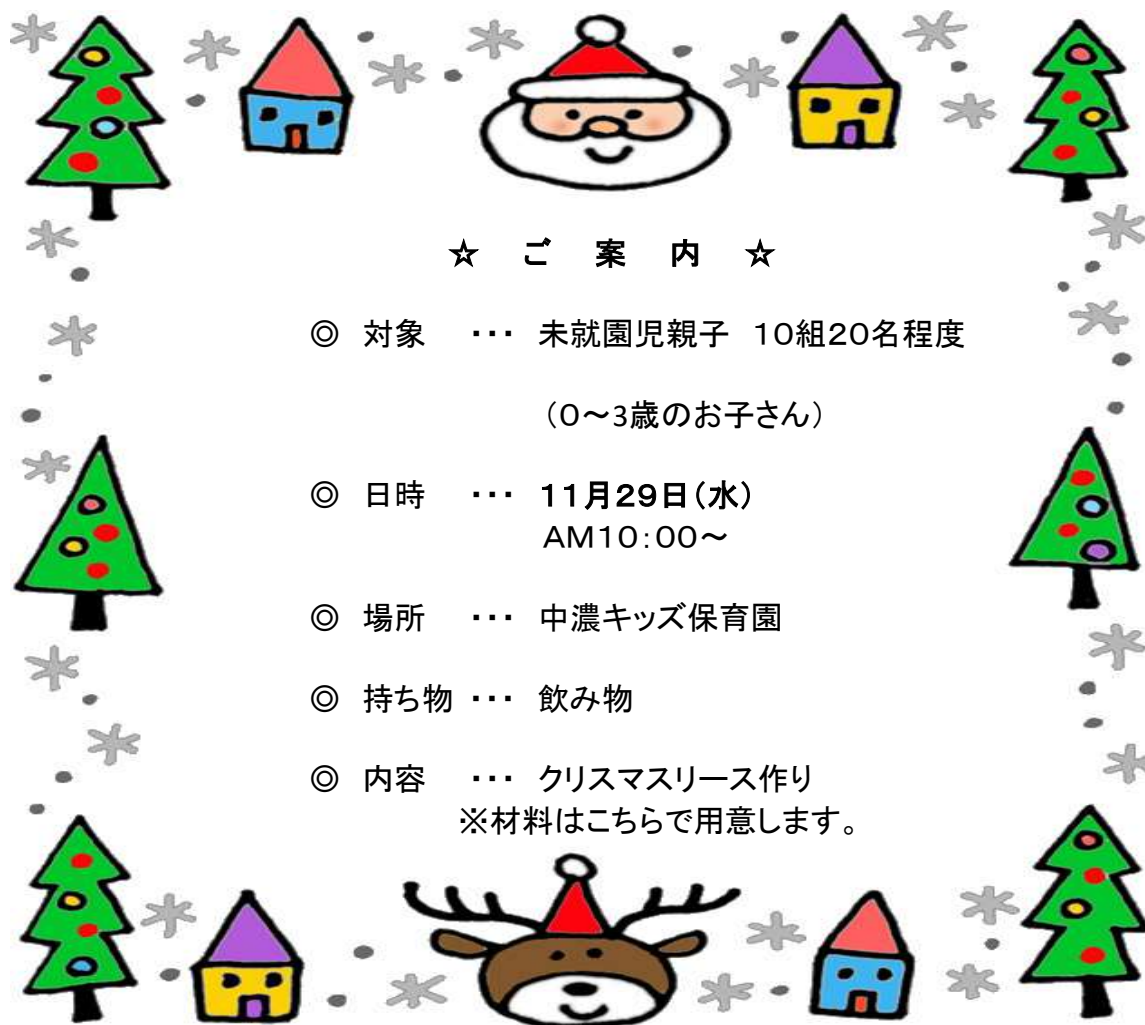 ☆ ご 案 内 ☆
◎ 対象 ・・・ 未就園児親子 10組20名程度
（0～3歳のお子さん）
◎ 日時 ・・・ 11月29日（水）
AM10：00～
◎ 場所 ・・・ 中濃キッズ保育園
◎ 持ち物 ・・・ 飲み物
◎ 内容 ・・・ クリスマスリース作り
※材料はこちらで用意します。